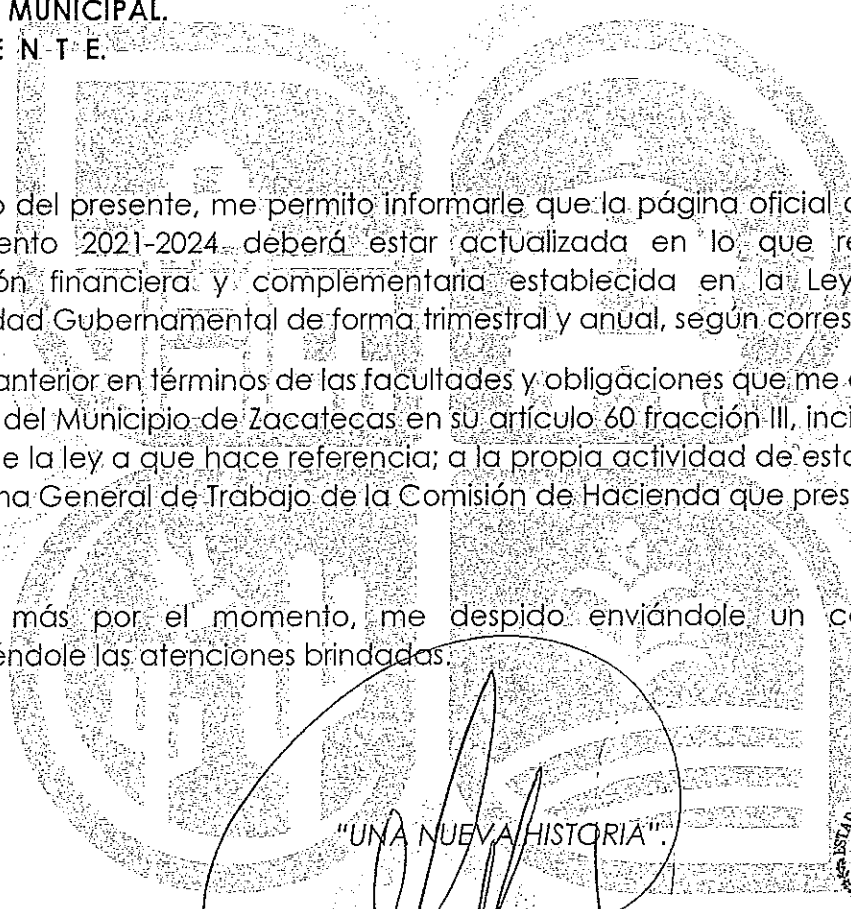 MUNICIPAL.
E N T E.
del presente, me permito informarle que la página oficial
ento 2021-2024 deberá estar actualizada en lo que re
ón financiera y complementaria establecida en la Ley
dad Gubernamental de forma trimestral y anual, según corres
anterior en términos de las facultades y obligaciones que me
del Municipio de Zacatecas en su artículo 60 fracción III, inci
e la ley a que hace referencia; a la propia actividad de esta
na General de Trabajo de la Comisión de Hacienda que pres
más por el momento, me despido enviándole un c
éndole las atenciones brindadas.
"UNA NUEVA HISTORIA".
ESTAD